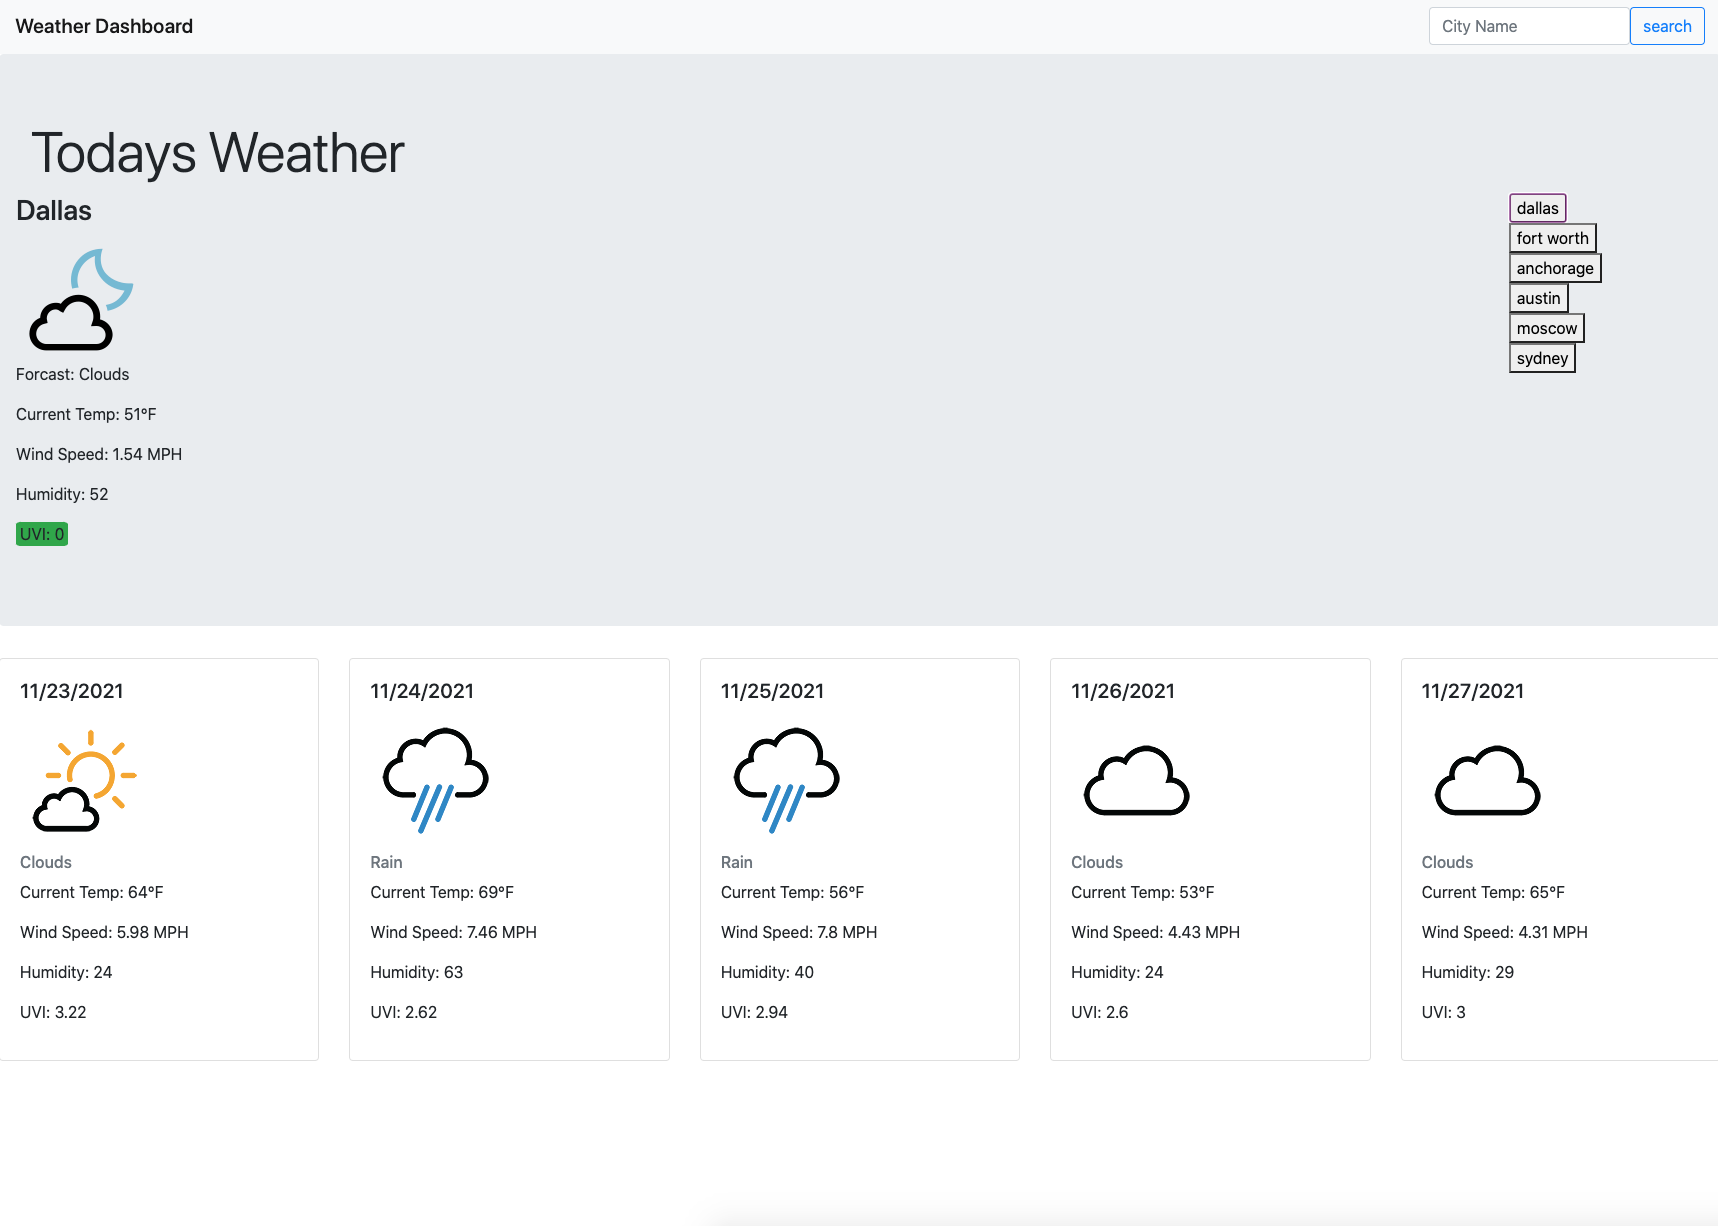 Weather Dashboard
City Name
search
Todays Weather
Dallas
Forcast: Clouds
Current Temp: 51°F
Wind Speed: 1.54 MPH
Humidity: 52
UVI: 0
dallas
fort worth
anchorage
austin
moscow
sydney
11/23/2021
Clouds
Current Temp: 64°F
Wind Speed: 5.98 MPH
Humidity: 24
UVI: 3.22
11/24/2021
Rain
Current Temp: 69°F
Wind Speed: 7.46 MPH
Humidity: 63
UVI: 2.62
11/25/2021
Rain
Current Temp: 56°F
Wind Speed: 7.8 MPH
Humidity: 40
UVI: 2.94
11/26/2021
Clouds
Current Temp: 53°F
Wind Speed: 4.43 MPH
Humidity: 24
UVI: 2.6
11/27/2021
Clouds
Current Temp: 65°F
Wind Speed: 4.31 MPH
Humidity: 29
UVI: 3